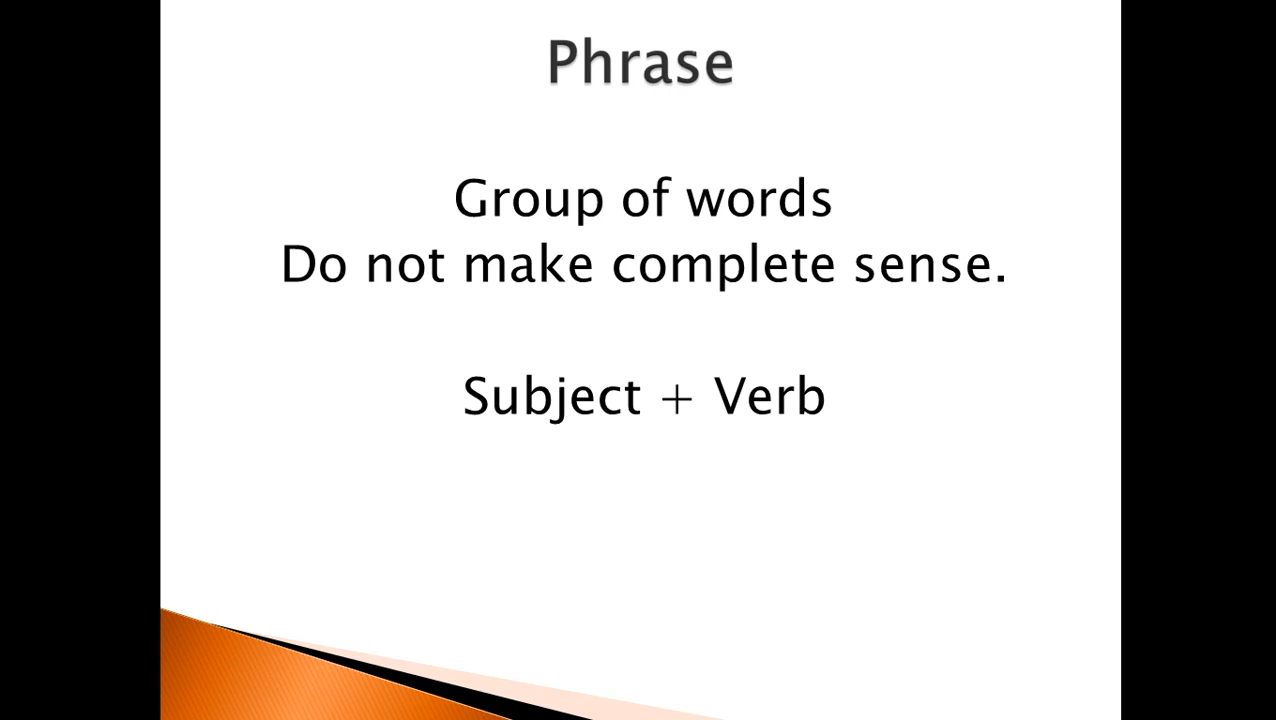 Phrase
Group of words
Do not make complete sense.
Subject + Verb